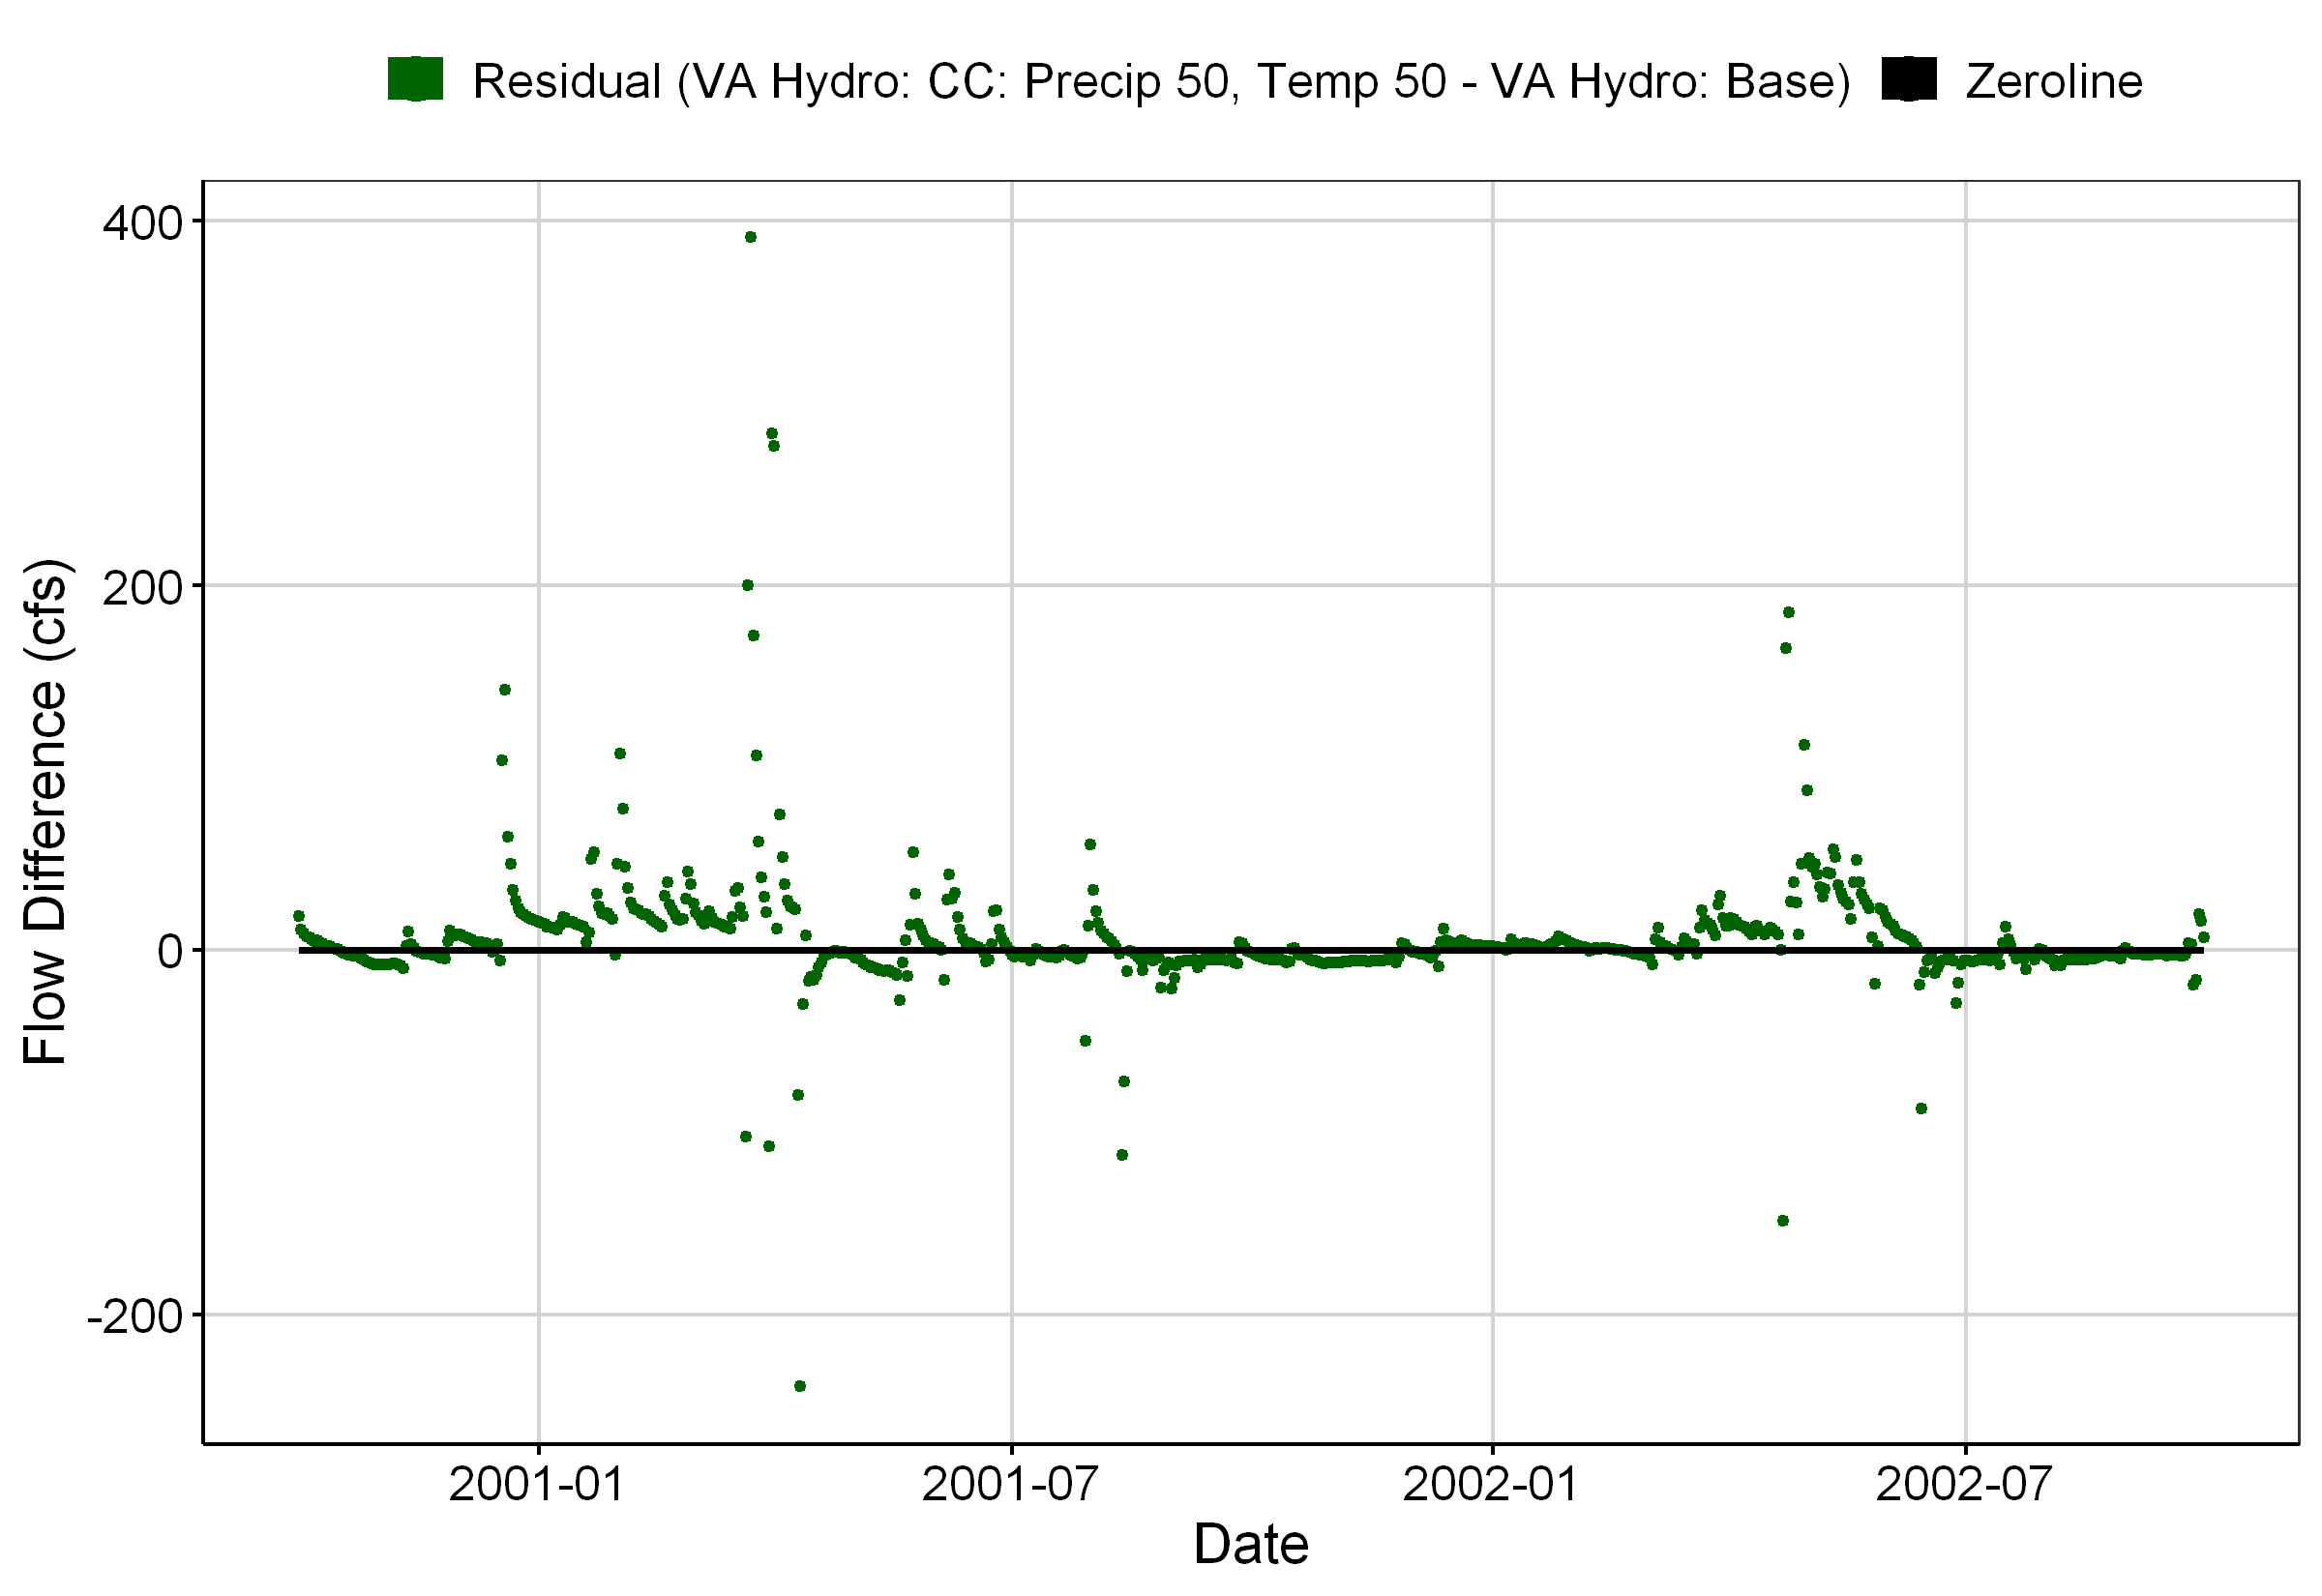 Residual (VA Hydro: CC: Precip 50, Temp 50 - VA Hydro: Base) Zeroline
Flow Difference (cfs)
400
200
0
-200
2001-01 2001-07 2002-01 2002-07
Date